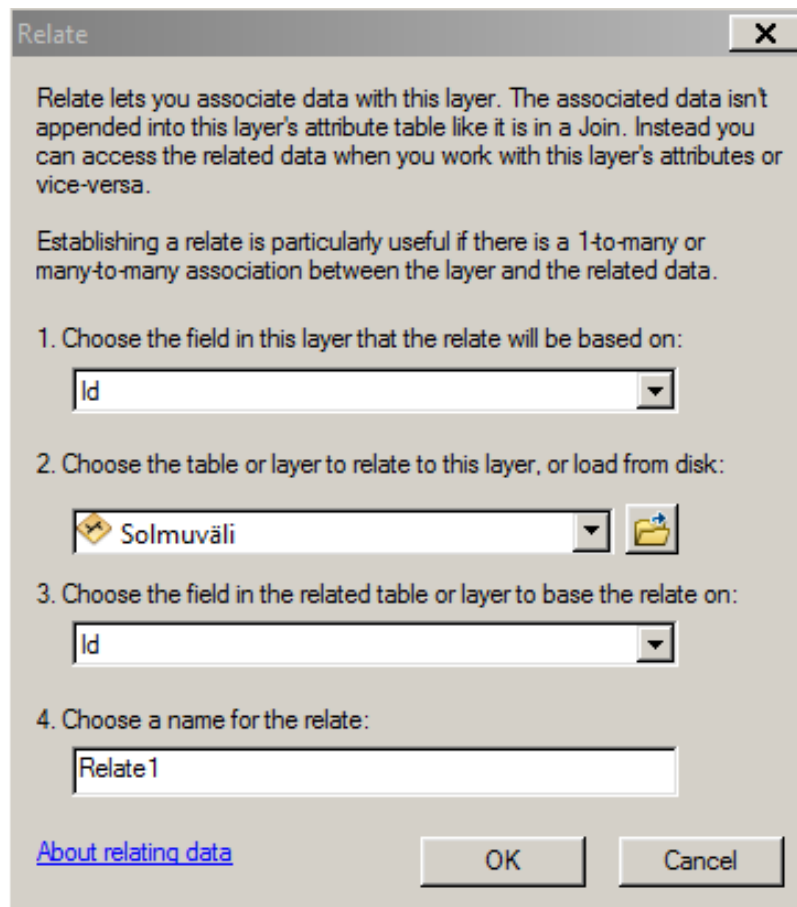 Relate
Relate lets you associate data with this layer. The associated data isn't
appended into this layer's attribute table like it is in a Join. Instead you
can access the related data when you work with this layer's attributes or
vice-versa.
Establishing a relate is particularly useful if there is a 1-to-many or
many-to-many association between the layer and the related data.
1. Choose the field in this layer that the relate will be based on:
Id
2. Choose the table or layer to relate to this layer, or load from disk:
Solmuväli
3. Choose the field in the related table or layer to base the relate on:
Id
4. Choose a name for the relate:
Relate1
About relating data
OK
Cancel